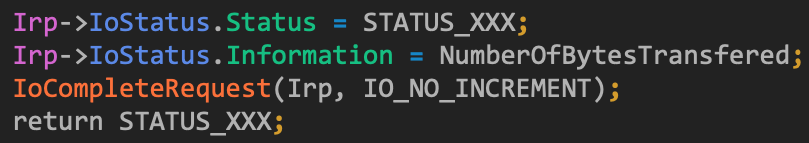 Irp->IoStatus.Status = STATUS_XXX;
Irp->IoStatus.Information = NumberOfBytesTransfered;
IoCompleteRequest(Irp, IO_NO_INCREMENT);
return STATUS_XXX;